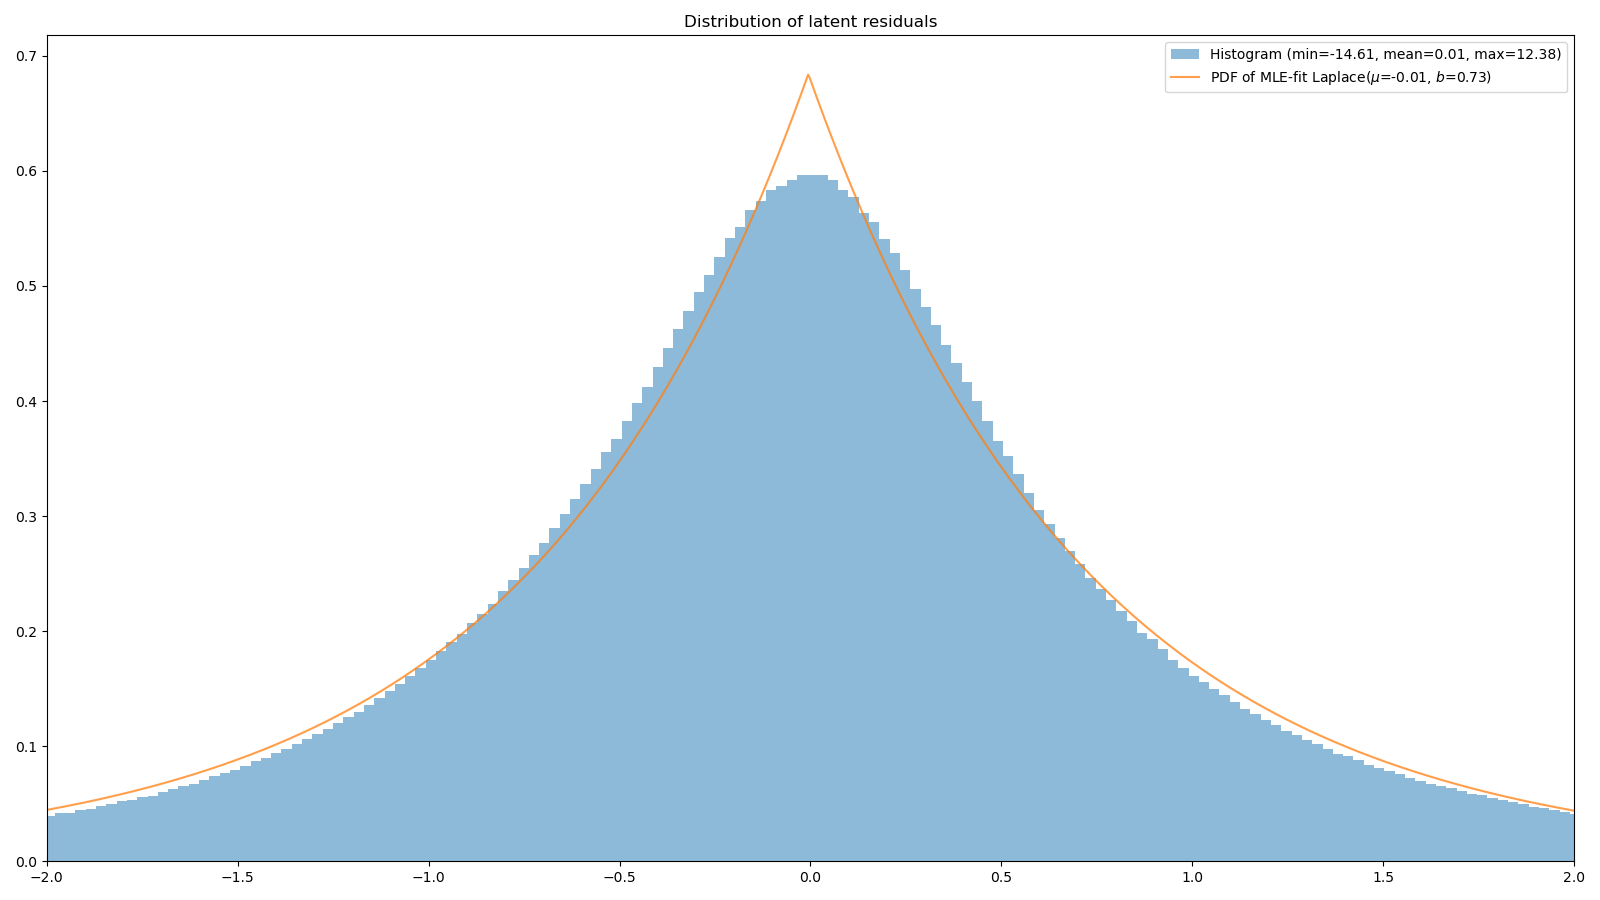 Distribution of latent residuals
Histogram (min=-14.61, mean=0.01, max=12.38)
PDF of MLE-fit Laplace(μ=-0.01, b=0.73)
0.7
0.6
0.5
0.4
0.3
0.2
0.1
0.0
−2.0 −1.5 −1.0 −0.5 0.0 0.5 1.0 1.5 2.0